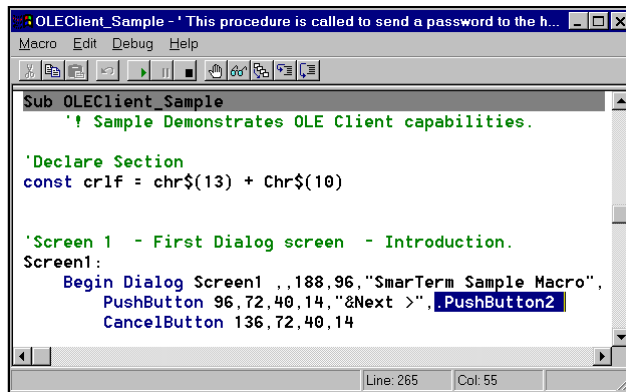 OLEClient_Sample - ' This procedure is called to send a password to the h...
Macro Edit Debug Help
Sub OLEClient_Sample
'! Sample Demonstrates OLE Client capabilities.
'Declare Section
const crlf = chr$(13) + Chr$(10)
'Screen 1 - First Dialog screen - Introduction.
Screen1:
Begin Dialog Screen1 ,,188,96,"SmarTerm Sample Macro",
PushButton 96,72,40,14,"&Next >",.PushButton2
CancelButton 136,72,40,14
Line: 265 Col: 55